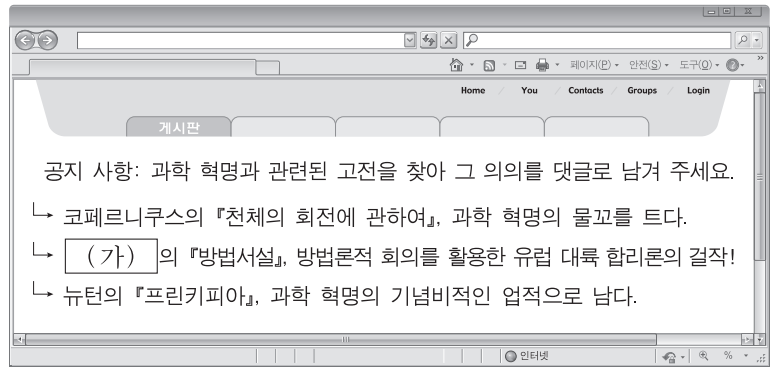 페이지(P) 안전(S) 도구(O)
Home / You / Contacts / Groups / Login
게시판
공지 사항: 과학 혁명과 관련된 고전을 찾아 그 의의를 댓글로 남겨 주세요.
코페르니쿠스의 『천체의 회전에 관하여』, 과학 혁명의 물꼬를 트다.
(가) 의 『방법서설』, 방법론적 회의를 활용한 유럽 대륙 합리론의 걸작!
뉴턴의 『프린키피아』, 과학 혁명의 기념비적인 업적으로 남다.
인터넷 %